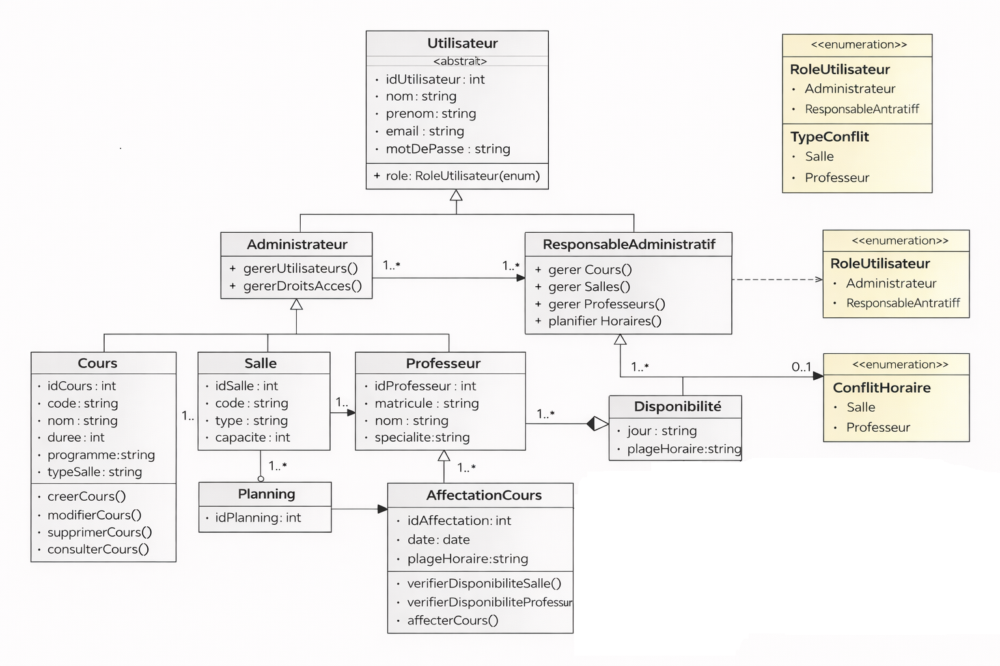 Utilisateur
<abstrait>
· idUtilisateur: int
· nom: string
· prenom: string
· email : string
· motDePasse : string
+ role: RoleUtilisateur(enum)
<<enumeration>>
RoleUtilisateur
· Administrateur
· ResponsableAntratiff
TypeConflit
· Salle
· Professeur
Administrateur
+ gererUtilisateurs()
+ gererDroitsAcces()
1..*
1..*
ResponsableAdministratif
+ gerer Cours()
+ gerer Salles()
+ gerer Professeurs()
+ planifier Horaires()
<<enumeration>>
RoleUtilisateur
· Administrateur
· ResponsableAntratiff
Cours
· idCours : int
· code: string
· nom: string
· duree: int
· programme:string
· typeSalle: string
· creerCours()
· modifierCours()
· supprimerCours()
· consulterCours()
1..
Salle
· idSalle : int
· code : string
· type : string
· capacite : int
1..
Professeur
· idProfesseur : int
· matricule : string
· nom : string
· specialite:string
1..*
1..*
0..1
Disponibilité
· jour : string
· plageHoraire:string
<<enumeration>>
ConflitHoraire
· Salle
· Professeur
1..*
Planning
· idPlanning: int
1..*
AffectationCours
· idAffectation: int
· date: date
· plageHoraire:string
· verifierDisponibiliteSalle()
· verifierDisponibiliteProfessur
· affecterCours()